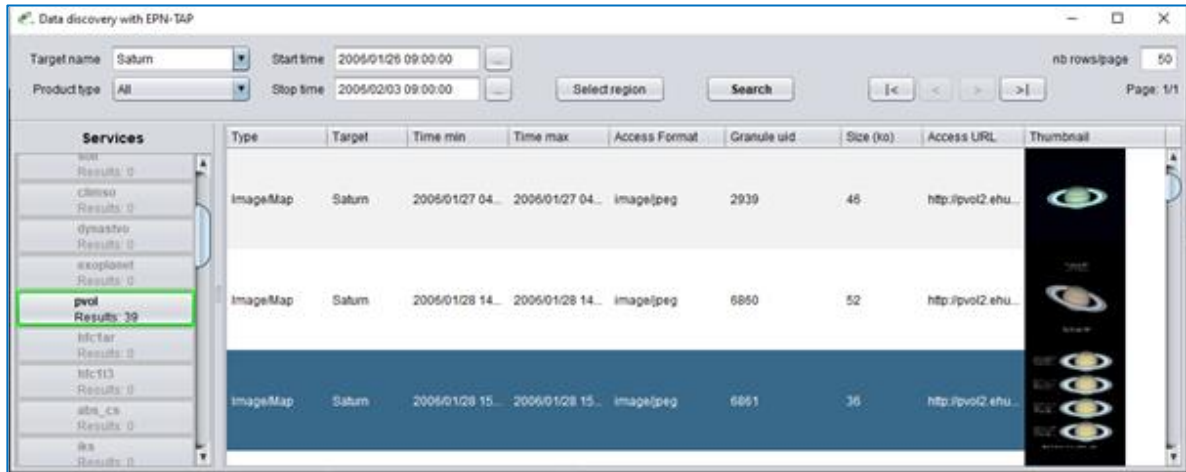 Data discovery with EPN-TAP
Target name Saturn Start time 2006/01/26 09:00:00 ... nb rows/page 50
Product type All Stop time 2006/02/03 09:00:00 ... Select region Search |< < > >| Page: 1/1
Services Type Target Time min Time max Access Format Granule uid Size (ko) Access URL Thumbnail
Results: 0
climso
Results: 0
dynastvo
Results: 0
exoplanet
Results: 0
pvol
Results: 39
hfc1ar
Results: 0
hfc1t3
Results: 0
abs_cs
Results: 0
iks
Results: 0
Image/Map Saturn 2006/01/27 04... 2006/01/27 04... image/jpeg 2939 46 http://pvol2.ehu...
Image/Map Saturn 2006/01/28 14... 2006/01/28 14... image/jpeg 6860 52 http://pvol2.ehu...
Image/Map Saturn 2006/01/28 15... 2006/01/28 15... image/jpeg 6861 36 http://pvol2.ehu...